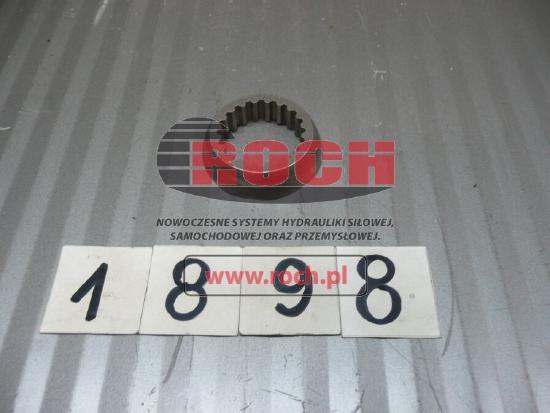 ROCH
NOWOCZESNE SYSTEMY HYDRAULIKI SIŁOWEJ,
SAMOCHODOWEJ ORAZ PRZEMYSŁOWEJ.
www.roch.pl
1 8 9 8